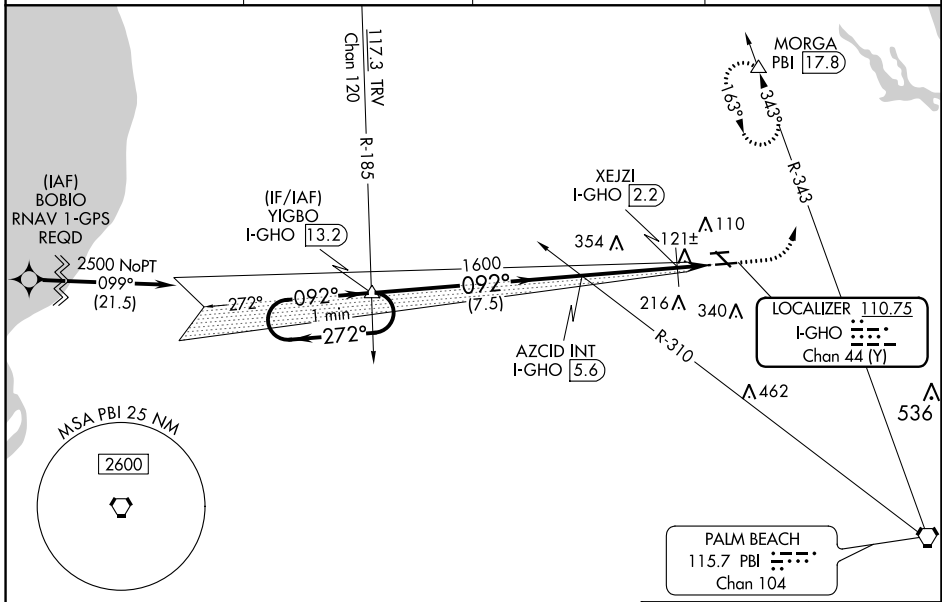 117.3 TRV
Chan 120
R-185
MORGA
PBI 17.8
163°
343°
R-343
(IAF)
BOBIO
RNAV 1-GPS
REQD
2500 NoPT
099°
(21.5)
(IF/IAF)
YIGBO
I-GHO 13.2
XEJZI
I-GHO 2.2
354
121±
110
1600
272°
092°
1 min
272°
092°
(7.5)
216
340
LOCALIZER 110.75
I-GHO
Chan 44 (Y)
AZCID INT
I-GHO 5.6
R-310
462
536
MSA PBI 25 NM
2600
PALM BEACH
115.7 PBI
Chan 104